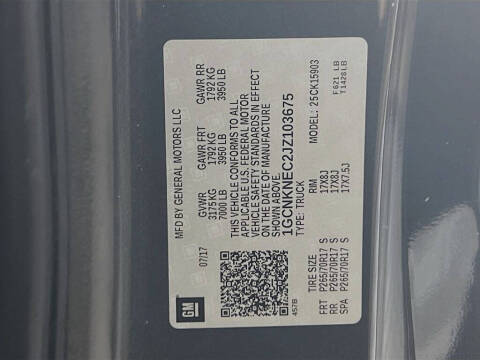 MFD BY GENERAL MOTORS LLC
07/17 GVWR GAWR FRT GAWR RR
3175 KG 1792 KG 1792 KG
7000 LB 3950 LB 3950 LB
THIS VEHICLE CONFORMS TO ALL
APPLICABLE U.S. FEDERAL MOTOR
VEHICLE SAFETY STANDARDS IN EFFECT
ON THE DATE OF MANUFACTURE
SHOWN ABOVE.
1GCNKNEC2JZ103675
TYPE: TRUCK MODEL: 25CK15903
TIRE SIZE RIM
FRT P265/70R17 S 17X8J
RR P265/70R17 S 17X8J
SPA P265/70R17 S 17X7.5J
F 621 LB
T 1428 LB
GM
4S7B